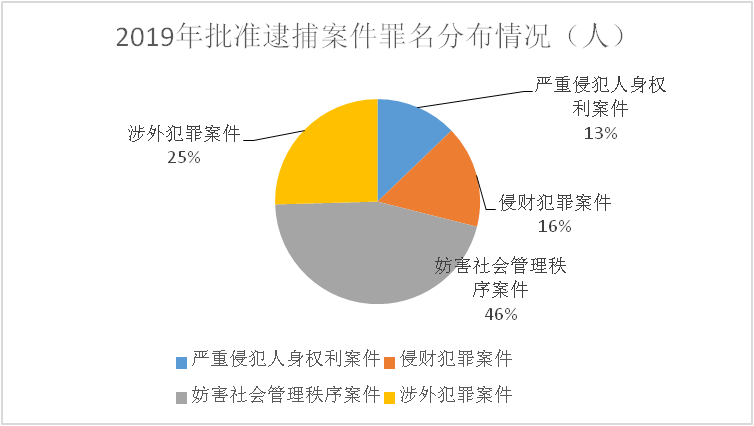 2019年批准逮捕案件罪名分布情况（人）
严重侵犯人身权
利案件
13%
涉外犯罪案件
25%
侵财犯罪案件
16%
妨害社会管理秩
序案件
46%
严重侵犯人身权利案件 侵财犯罪案件
妨害社会管理秩序案件 涉外犯罪案件